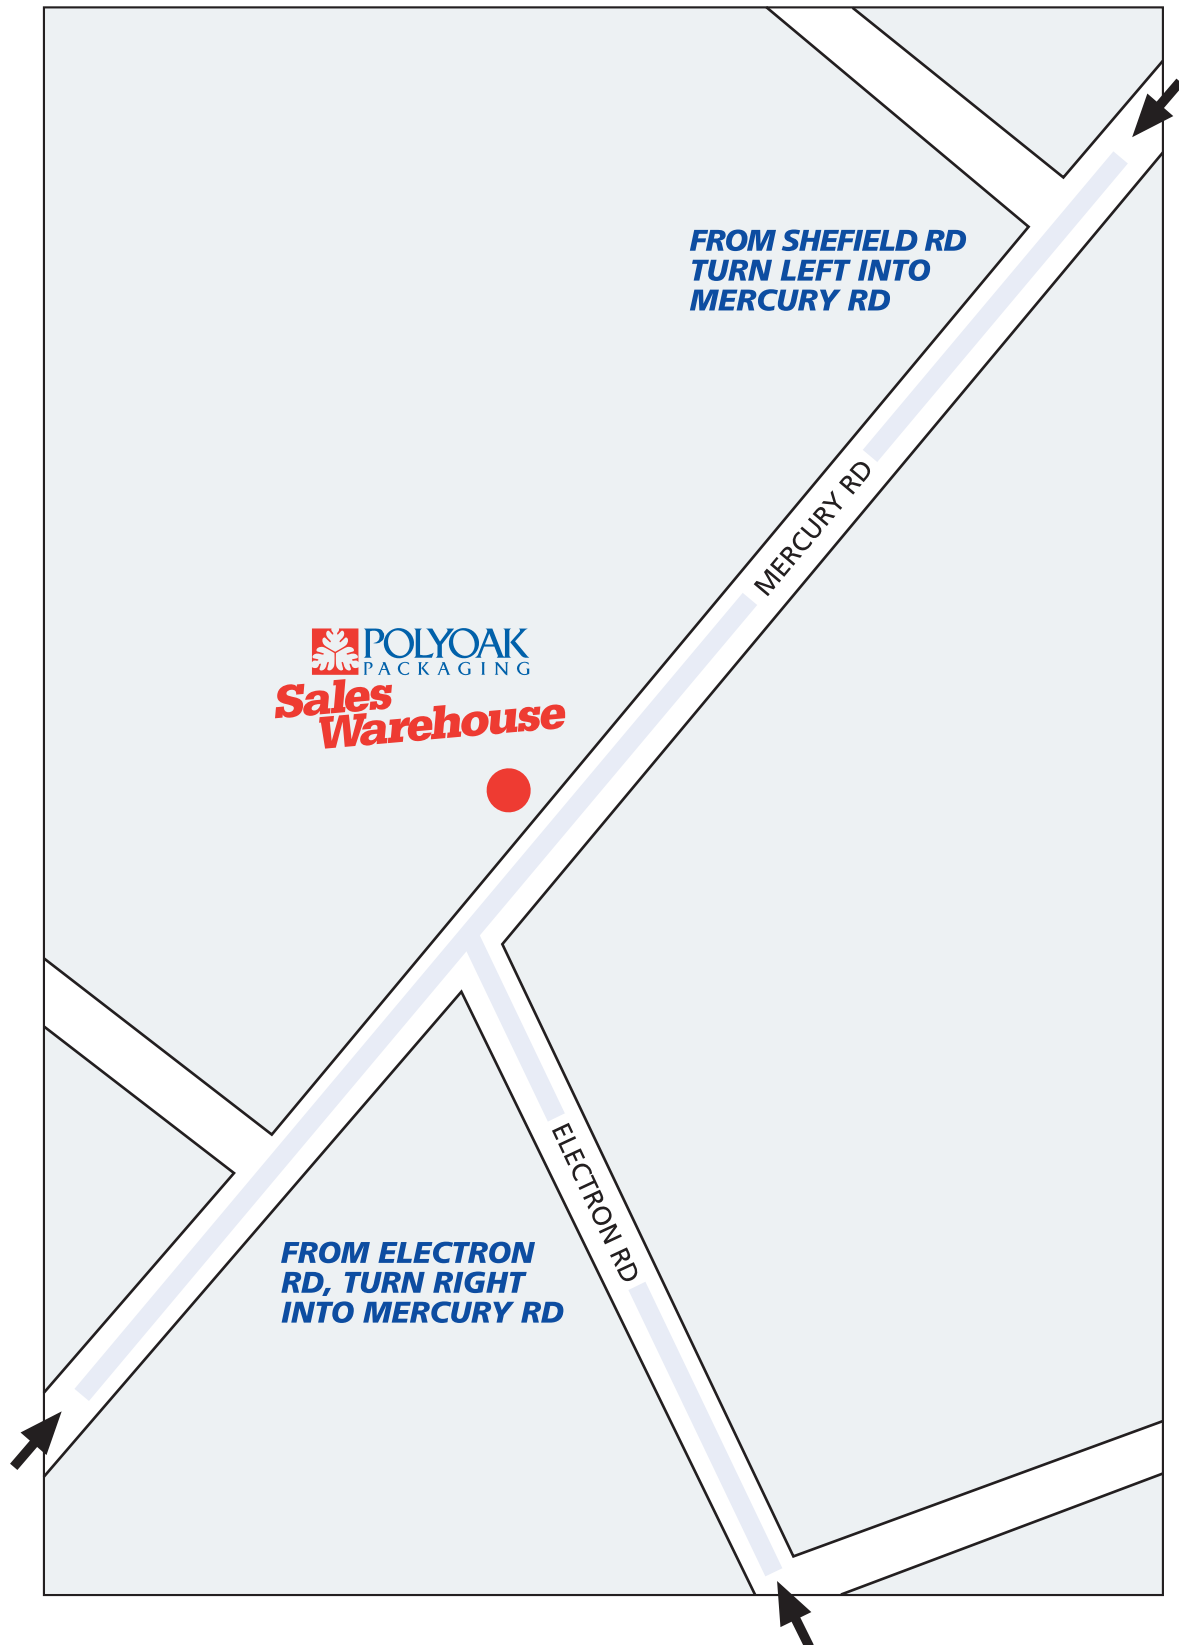 FROM SHEFIELD RD
TURN LEFT INTO
MERCURY RD
MERCURY RD
POLYOAK
PACKAGING
Sales
Warehouse
ELECTRON RD
FROM ELECTRON
RD, TURN RIGHT
INTO MERCURY RD